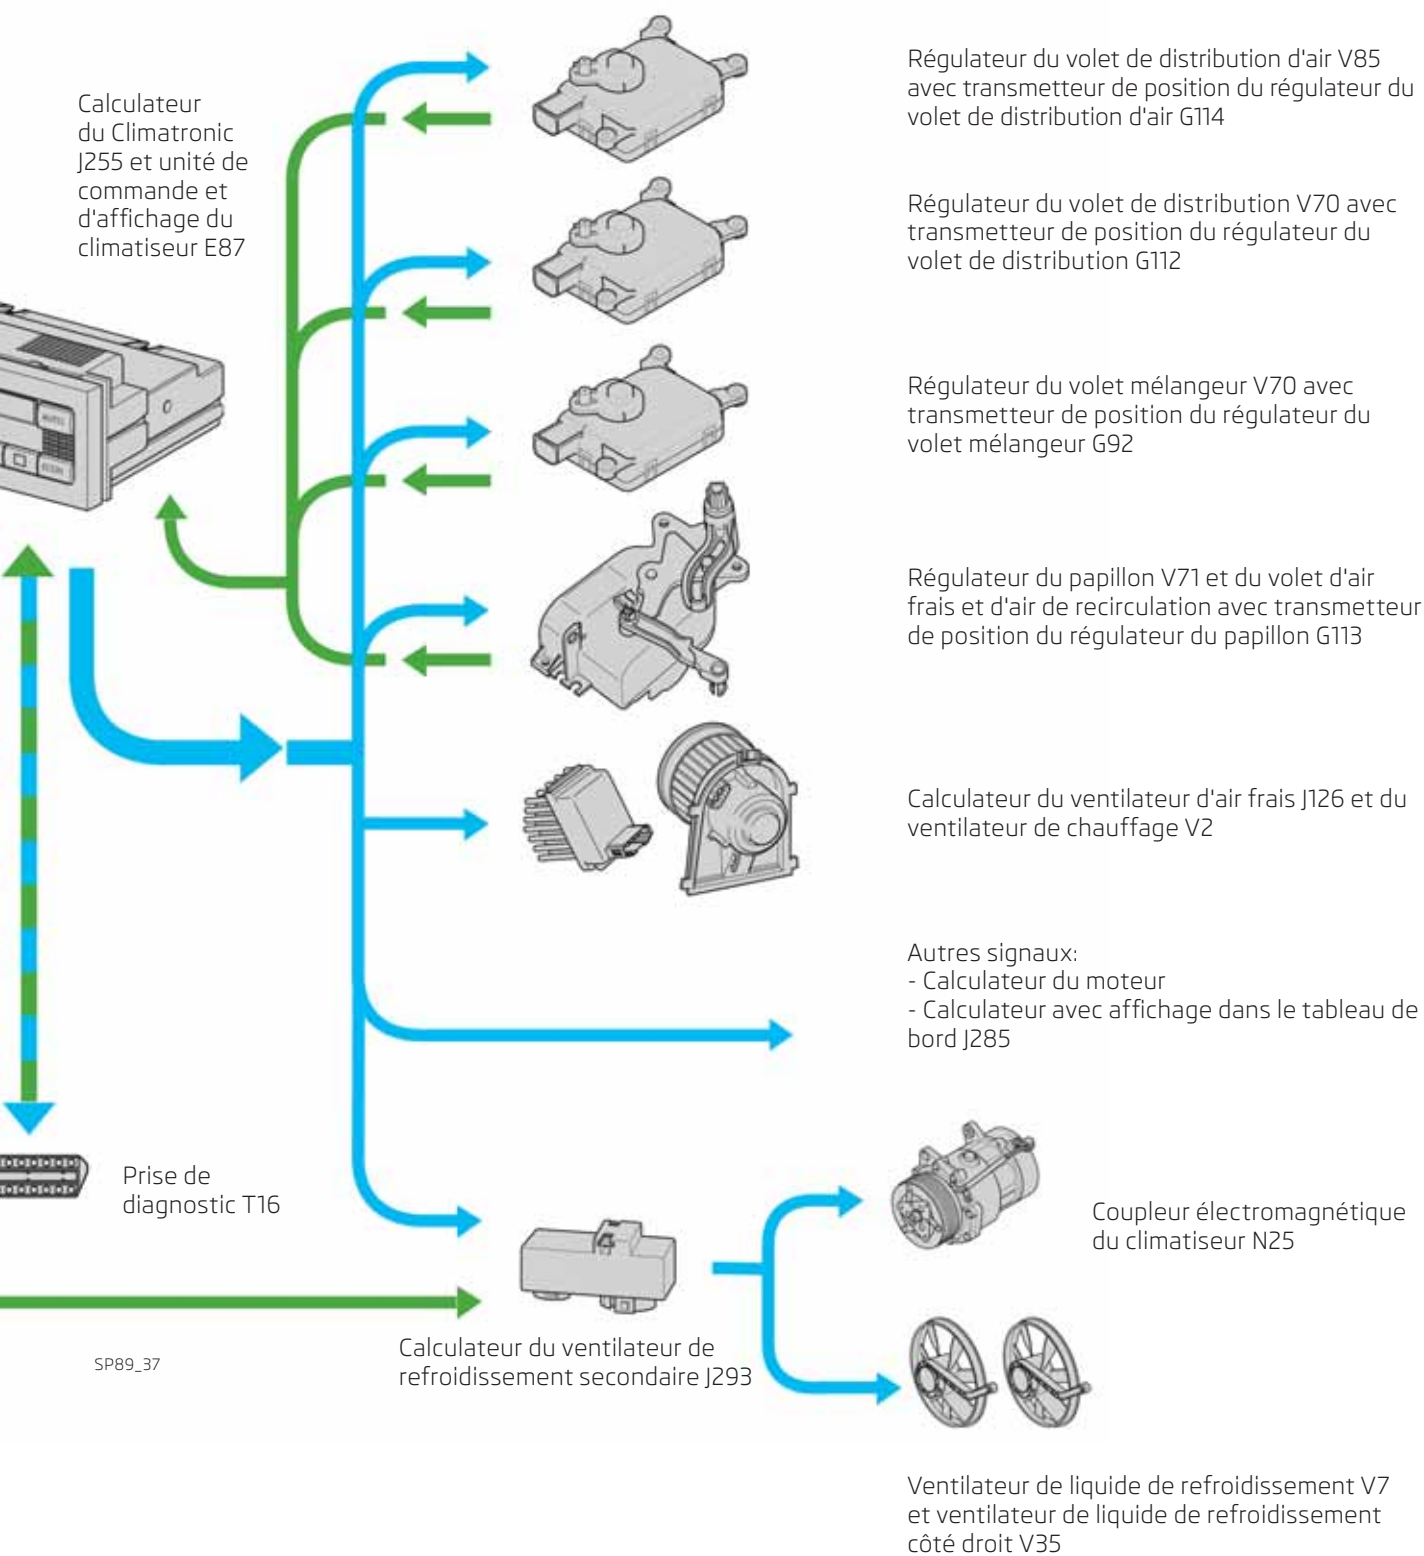 Calculateur
du Climatronic
J255 et unité de
commande et
d'affichage du
climatiseur E87
AUTO
ECON
Régulateur du volet de distribution d'air V85
avec transmetteur de position du régulateur du
volet de distribution d'air G114
Régulateur du volet de distribution V70 avec
transmetteur de position du régulateur du
volet de distribution G112
Régulateur du volet mélangeur V70 avec
transmetteur de position du régulateur du
volet mélangeur G92
Régulateur du papillon V71 et du volet d'air
frais et d'air de recirculation avec transmetteur
de position du régulateur du papillon G113
Calculateur du ventilateur d'air frais J126 et du
ventilateur de chauffage V2
Autres signaux:
- Calculateur du moteur
- Calculateur avec affichage dans le tableau de
bord J285
Prise de
diagnostic T16
Coupleur électromagnétique
du climatiseur N25
Calculateur du ventilateur de
refroidissement secondaire J293
SP89_37
Ventilateur de liquide de refroidissement V7
et ventilateur de liquide de refroidissement
côté droit V35